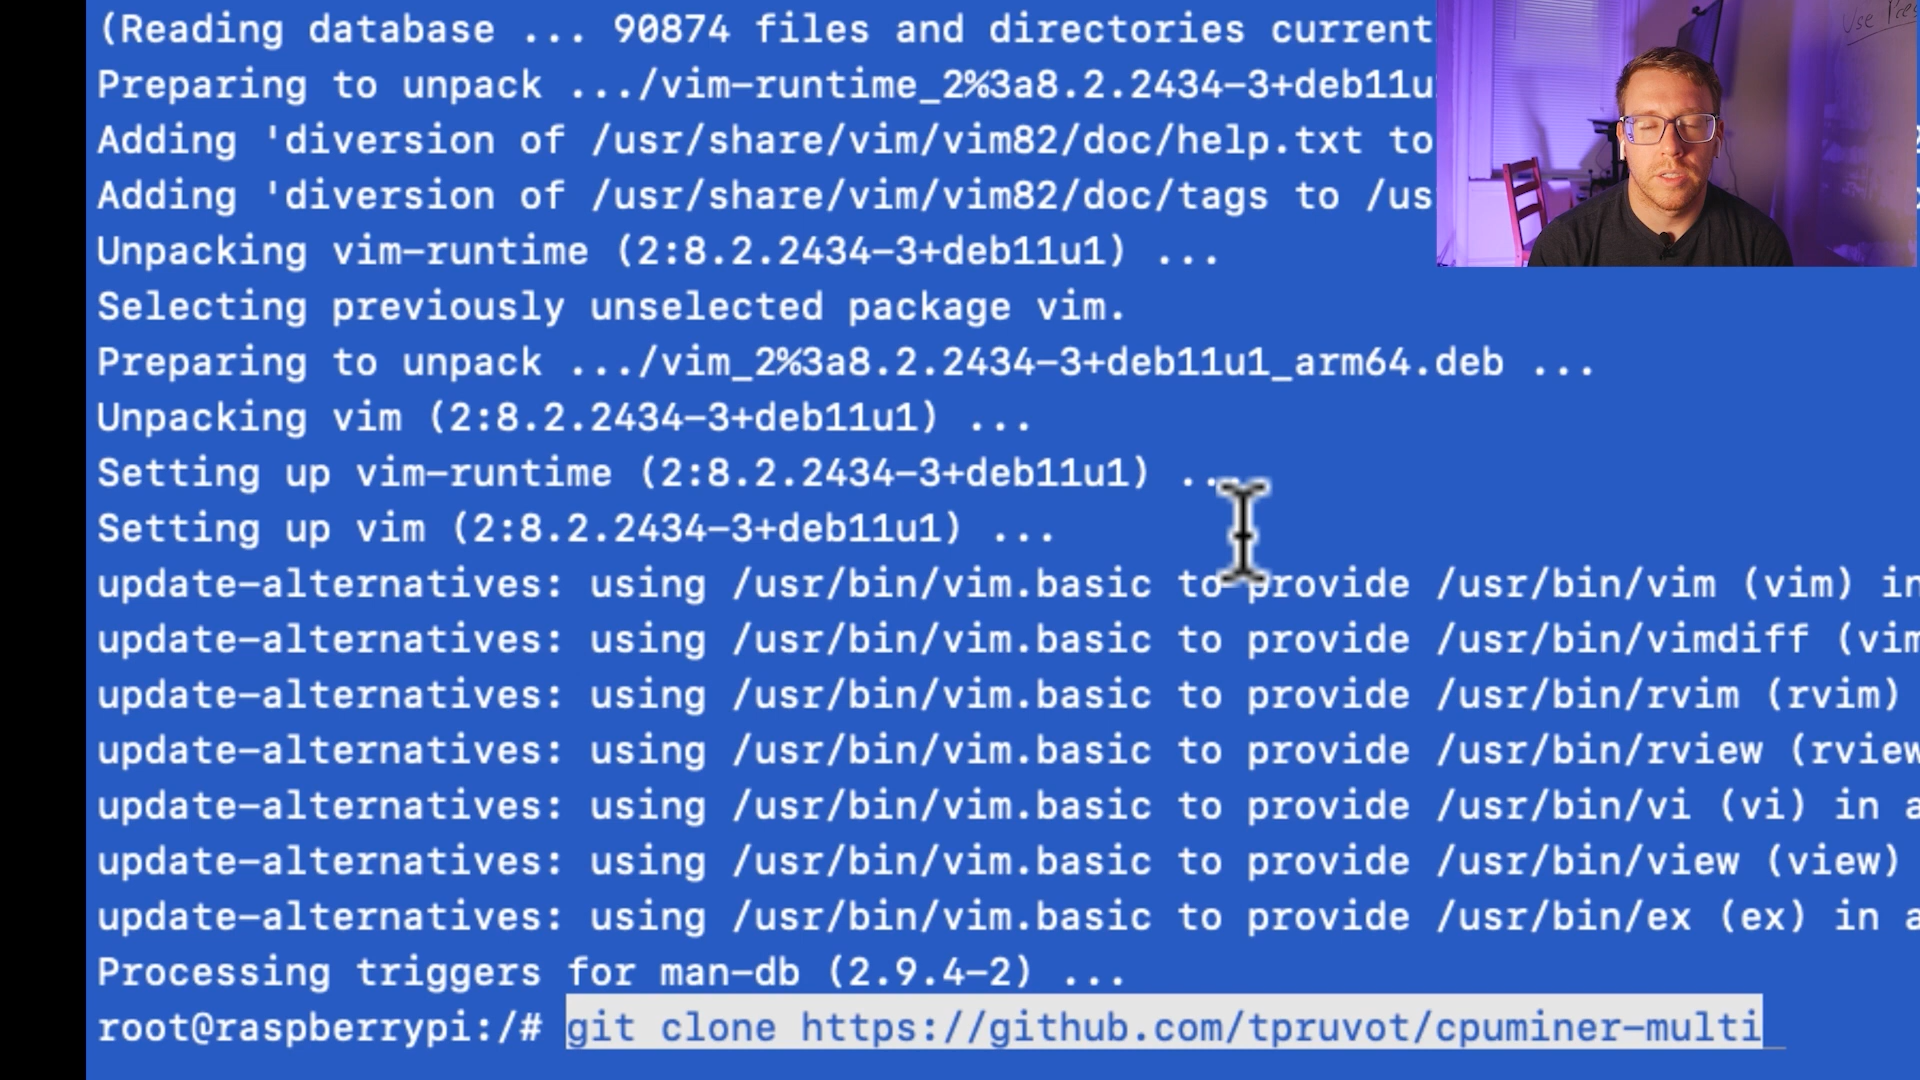 (Reading database ... 90874 files and directories current
Preparing to unpack .../vim-runtime_2%3a8.2.2434-3+deb11u
Adding 'diversion of /usr/share/vim/vim82/doc/help.txt to
Adding 'diversion of /usr/share/vim/vim82/doc/tags to /us
Unpacking vim-runtime (2:8.2.2434-3+deb11u1) ...
Selecting previously unselected package vim.
Preparing to unpack .../vim_2%3a8.2.2434-3+deb11u1_arm64.deb ...
Unpacking vim (2:8.2.2434-3+deb11u1) ...
Setting up vim-runtime (2:8.2.2434-3+deb11u1) ..
Setting up vim (2:8.2.2434-3+deb11u1) ...
update-alternatives: using /usr/bin/vim.basic to provide /usr/bin/vim (vim) in
update-alternatives: using /usr/bin/vim.basic to provide /usr/bin/vimdiff (vim
update-alternatives: using /usr/bin/vim.basic to provide /usr/bin/rvim (rvim)
update-alternatives: using /usr/bin/vim.basic to provide /usr/bin/rview (rview
update-alternatives: using /usr/bin/vim.basic to provide /usr/bin/vi (vi) in a
update-alternatives: using /usr/bin/vim.basic to provide /usr/bin/view (view)
update-alternatives: using /usr/bin/vim.basic to provide /usr/bin/ex (ex) in a
Processing triggers for man-db (2.9.4-2) ...
root@raspberrypi:/# git clone https://github.com/tpruvot/cpuminer-multi
Use